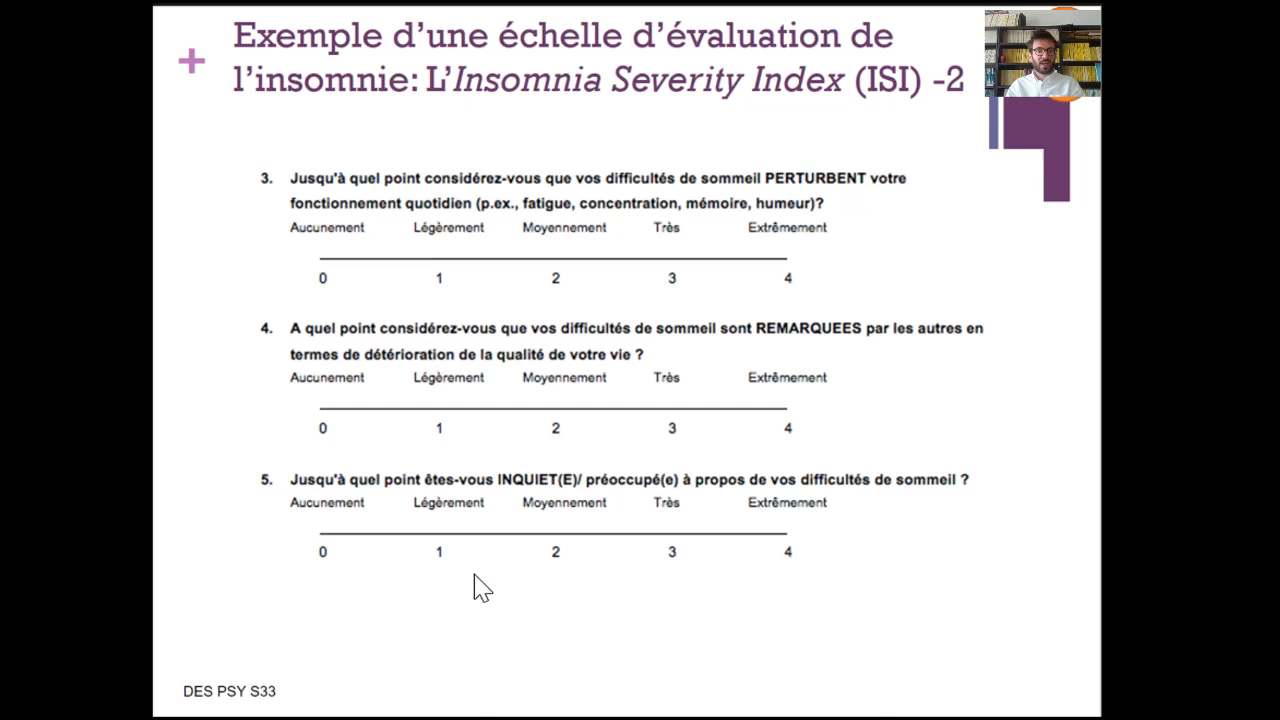 +
Exemple d’une échelle d’évaluation de
l’insomnie: L’Insomnia Severity Index (ISI) -2
3. Jusqu'à quel point considérez-vous que vos difficultés de sommeil PERTURBENT votre
fonctionnement quotidien (p.ex., fatigue, concentration, mémoire, humeur)?
Aucunement Légèrement Moyennement Très Extrêmement
0 1 2 3 4
4. A quel point considérez-vous que vos difficultés de sommeil sont REMARQUEES par les autres en
termes de détérioration de la qualité de votre vie ?
Aucunement Légèrement Moyennement Très Extrêmement
0 1 2 3 4
5. Jusqu'à quel point êtes-vous INQUIET(E)/ préoccupé(e) à propos de vos difficultés de sommeil ?
Aucunement Légèrement Moyennement Très Extrêmement
0 1 2 3 4
DES PSY S33